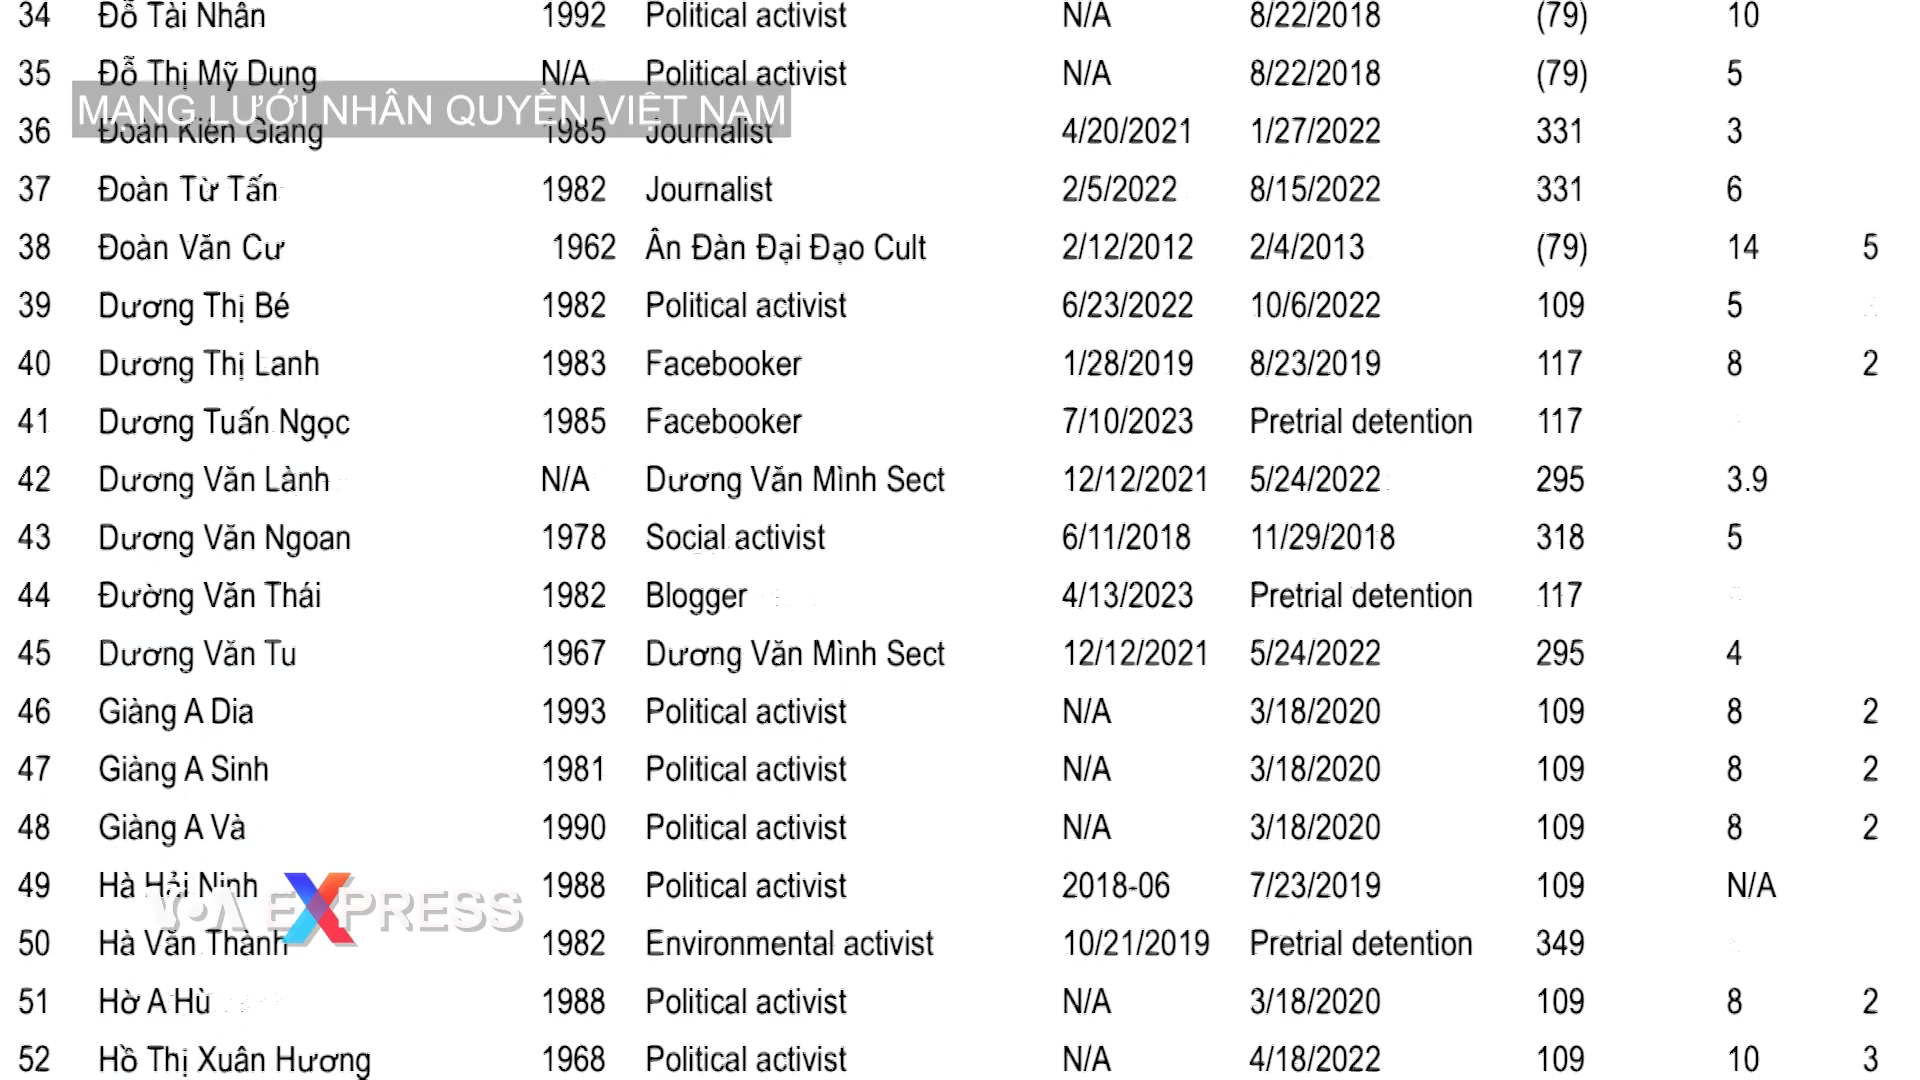 34 Đỗ Tài Nhân 1992 Political activist N/A 8/22/2018 (79) 10
35 Đỗ Thị Mỹ Dung N/A Political activist N/A 8/22/2018 (79) 5
MẠNG LƯỚI NHÂN QUYỀN VIỆT NAM
36 Đoàn Kiên Giang 1985 Journalist 4/20/2021 1/27/2022 331 3
37 Đoàn Từ Tấn 1982 Journalist 2/5/2022 8/15/2022 331 6
38 Đoàn Văn Cư 1962 Ân Đàn Đại Đạo Cult 2/12/2012 2/4/2013 (79) 14 5
39 Dương Thị Bé 1982 Political activist 6/23/2022 10/6/2022 109 5
40 Dương Thị Lanh 1983 Facebooker 1/28/2019 8/23/2019 117 8 2
41 Dương Tuấn Ngọc 1985 Facebooker 7/10/2023 Pretrial detention 117
42 Dương Văn Lành N/A Dương Văn Mình Sect 12/12/2021 5/24/2022 295 3.9
43 Dương Văn Ngoan 1978 Social activist 6/11/2018 11/29/2018 318 5
44 Đường Văn Thái 1982 Blogger 4/13/2023 Pretrial detention 117
45 Dương Văn Tu 1967 Dương Văn Mình Sect 12/12/2021 5/24/2022 295 4
46 Giàng A Dia 1993 Political activist N/A 3/18/2020 109 8 2
47 Giàng A Sinh 1981 Political activist N/A 3/18/2020 109 8 2
48 Giàng A Và 1990 Political activist N/A 3/18/2020 109 8 2
49 Hà Hải Ninh 1988 Political activist 2018-06 7/23/2019 109 N/A
VOA EXPRESS
50 Hà Văn Thành 1982 Environmental activist 10/21/2019 Pretrial detention 349
51 Hờ A Hù 1988 Political activist N/A 3/18/2020 109 8 2
52 Hồ Thị Xuân Hương 1968 Political activist N/A 4/18/2022 109 10 3